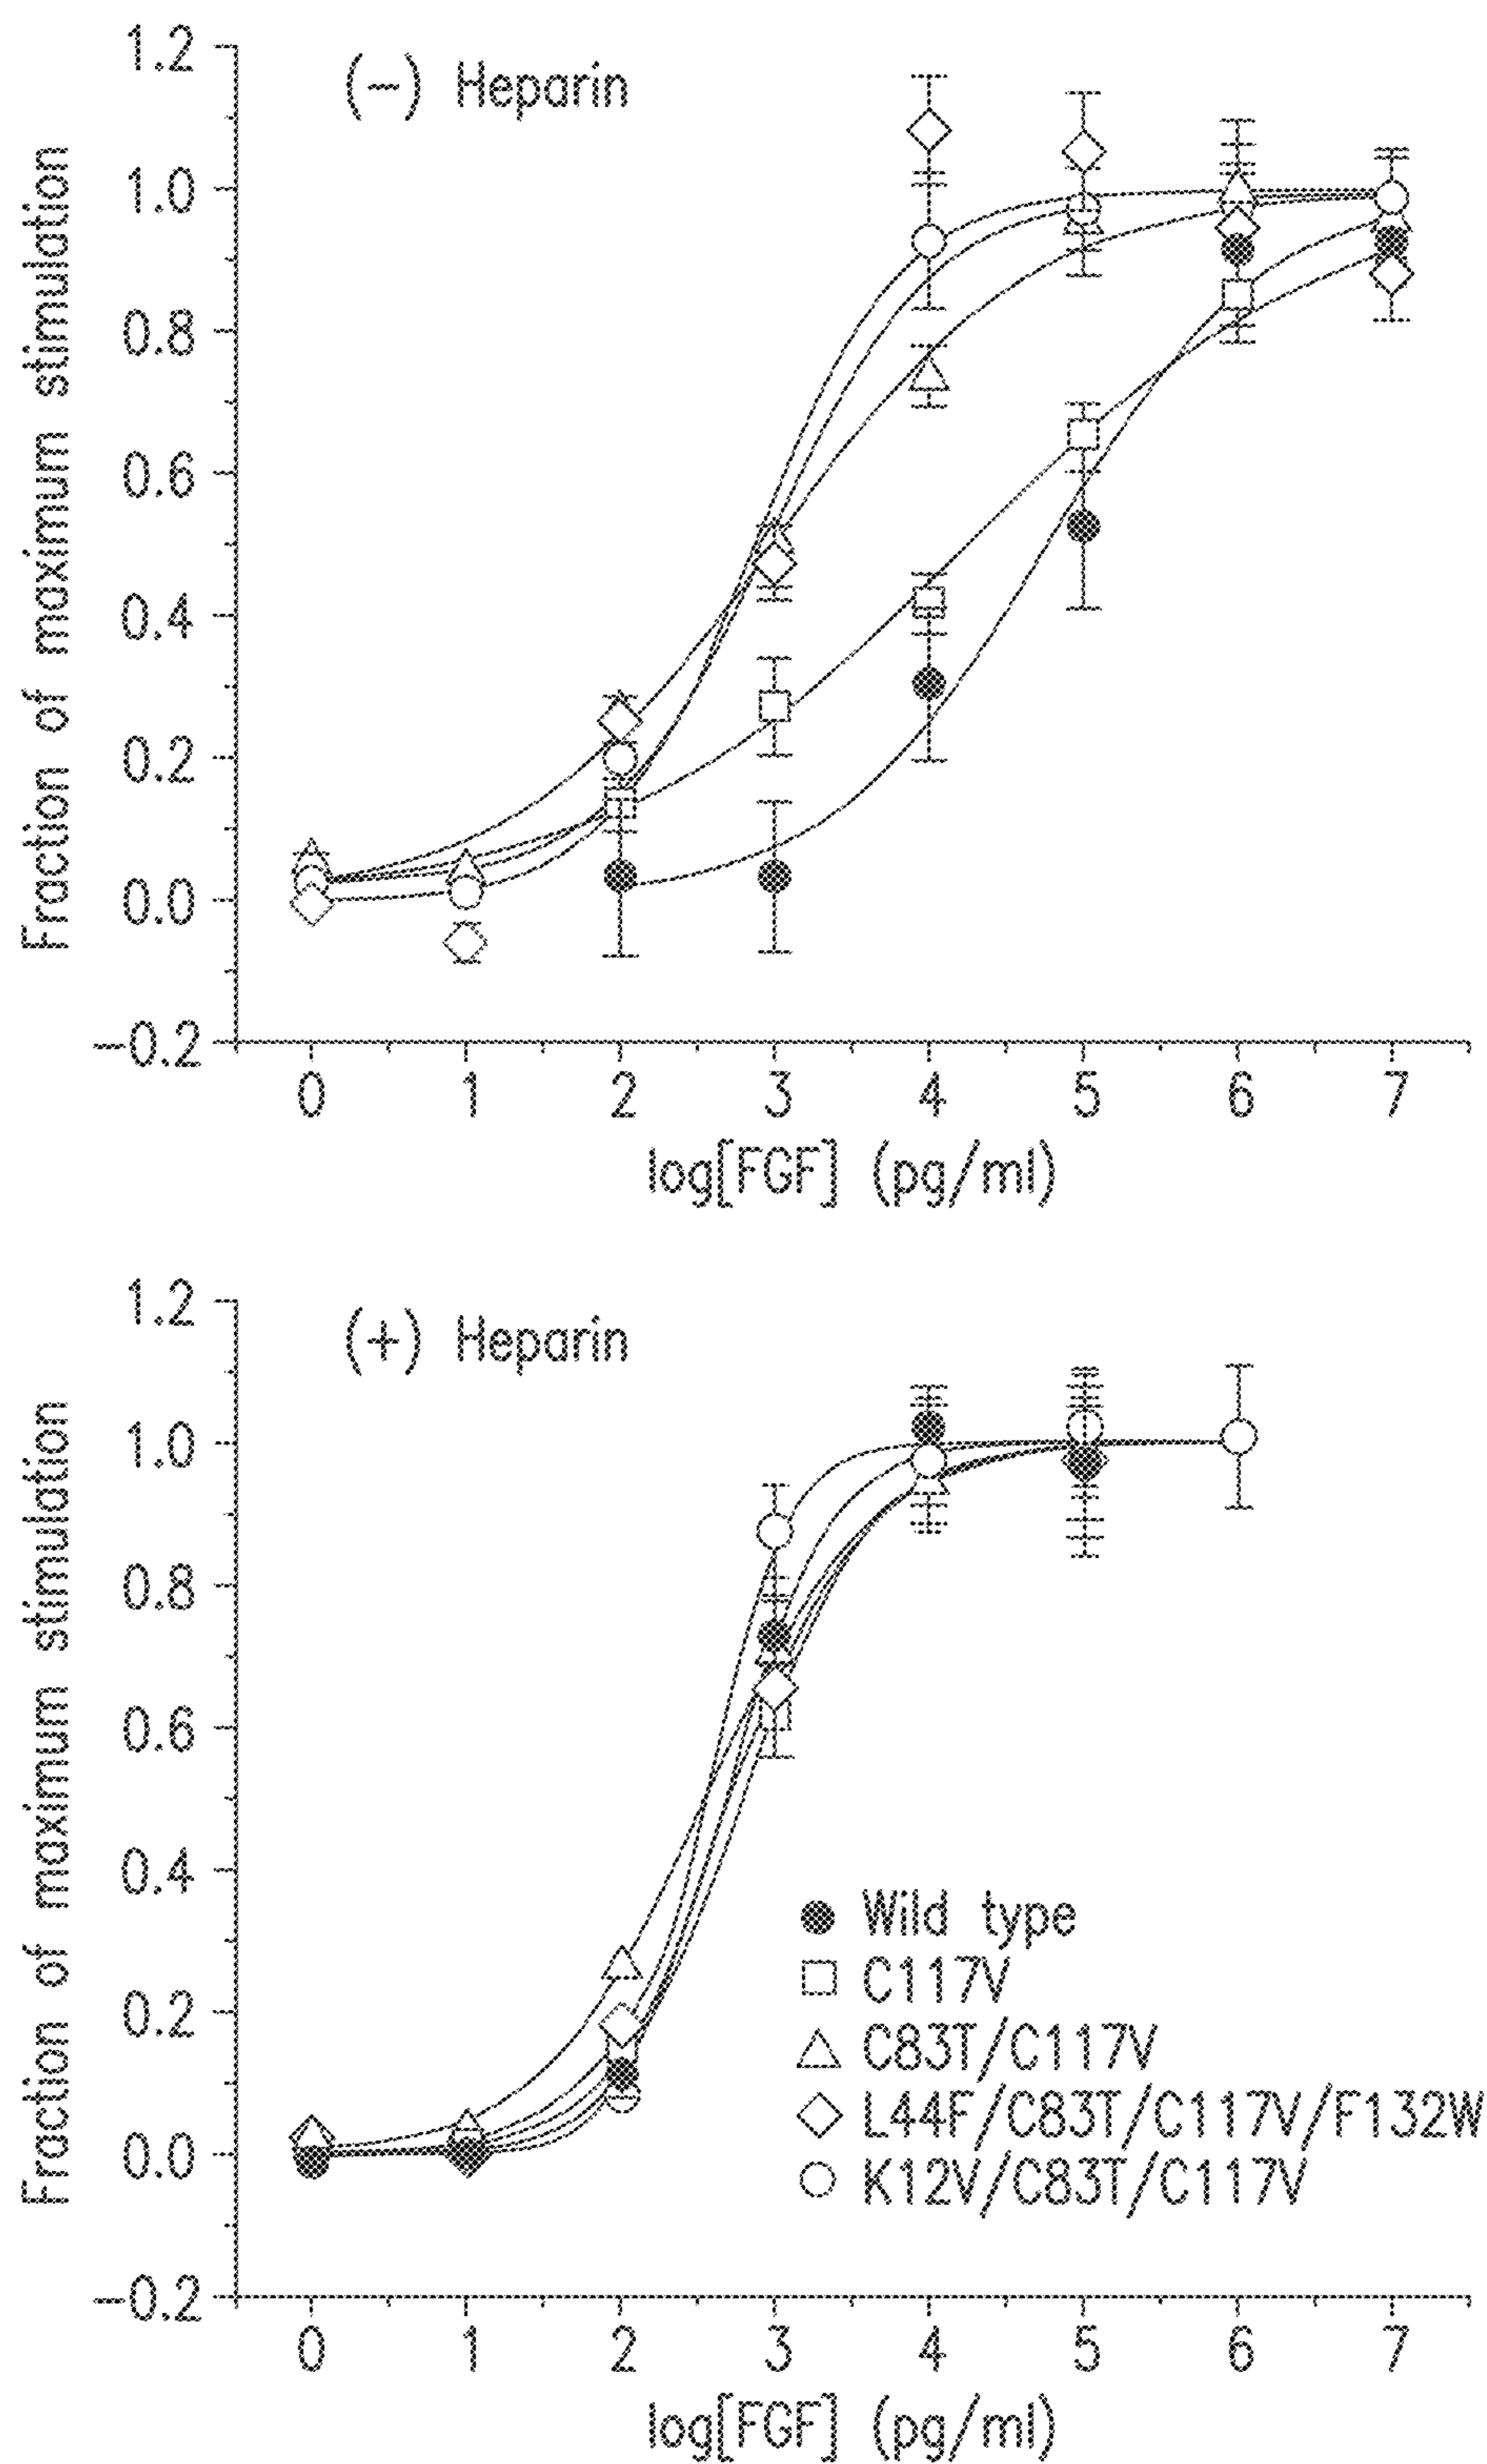 (−) Heparin
Fraction of maximum stimulation
1.2
1.0
0.8
0.6
0.4
0.2
0.0
−0.2
0 1 2 3 4 5 6 7
log[FGF] (pg/ml)
(+) Heparin
Fraction of maximum stimulation
1.2
1.0
0.8
0.6
0.4
0.2
0.0
−0.2
Wild type
C117V
C83T/C117V
L44F/C83T/C117V/F132W
K12V/C83T/C117V
0 1 2 3 4 5 6 7
log[FGF] (pg/ml)